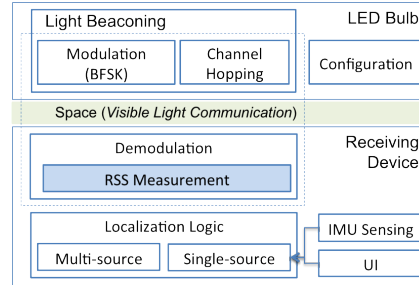 Light Beaconing
LED Bulb
Modulation
(BFSK)
Channel
Hopping
Configuration
Space (Visible Light Communication)
Demodulation
RSS Measurement
Receiving
Device
Localization Logic
Multi-source
Single-source
IMU Sensing
UI